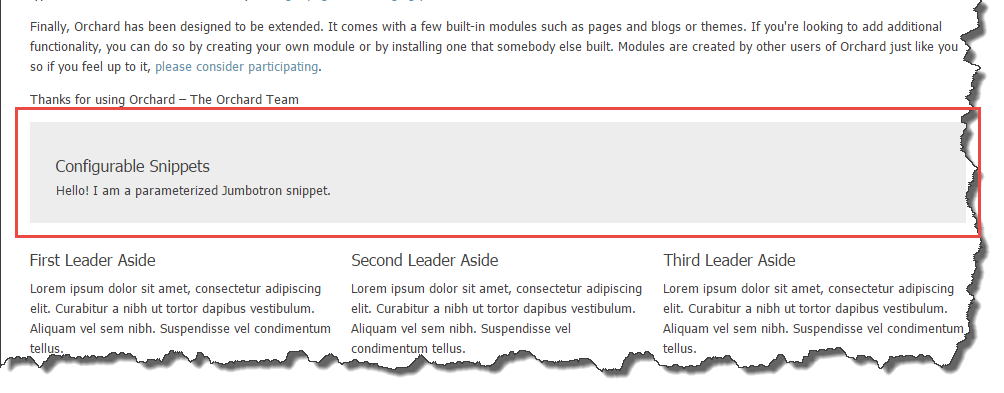 Finally, Orchard has been designed to be extended. It comes with a few built-in modules such as pages and blogs or themes. If you're looking to add additional
functionality, you can do so by creating your own module or by installing one that somebody else built. Modules are created by other users of Orchard just like you
so if you feel up to it, please consider participating.
Thanks for using Orchard – The Orchard Team
Configurable Snippets
Hello! I am a parameterized Jumbotron snippet.
First Leader Aside
Lorem ipsum dolor sit amet, consectetur adipiscing
elit. Curabitur a nibh ut tortor dapibus vestibulum.
Aliquam vel sem nibh. Suspendisse vel condimentum
tellus.
Second Leader Aside
Lorem ipsum dolor sit amet, consectetur adipiscing
elit. Curabitur a nibh ut tortor dapibus vestibulum.
Aliquam vel sem nibh. Suspendisse vel
condimentum tellus.
Third Leader Aside
Lorem ipsum dolor sit amet, consectetur adipiscing
elit. Curabitur a nibh ut tortor dapibus vestibulum.
Aliquam vel sem nibh. Suspendisse vel condimentum
tellus.